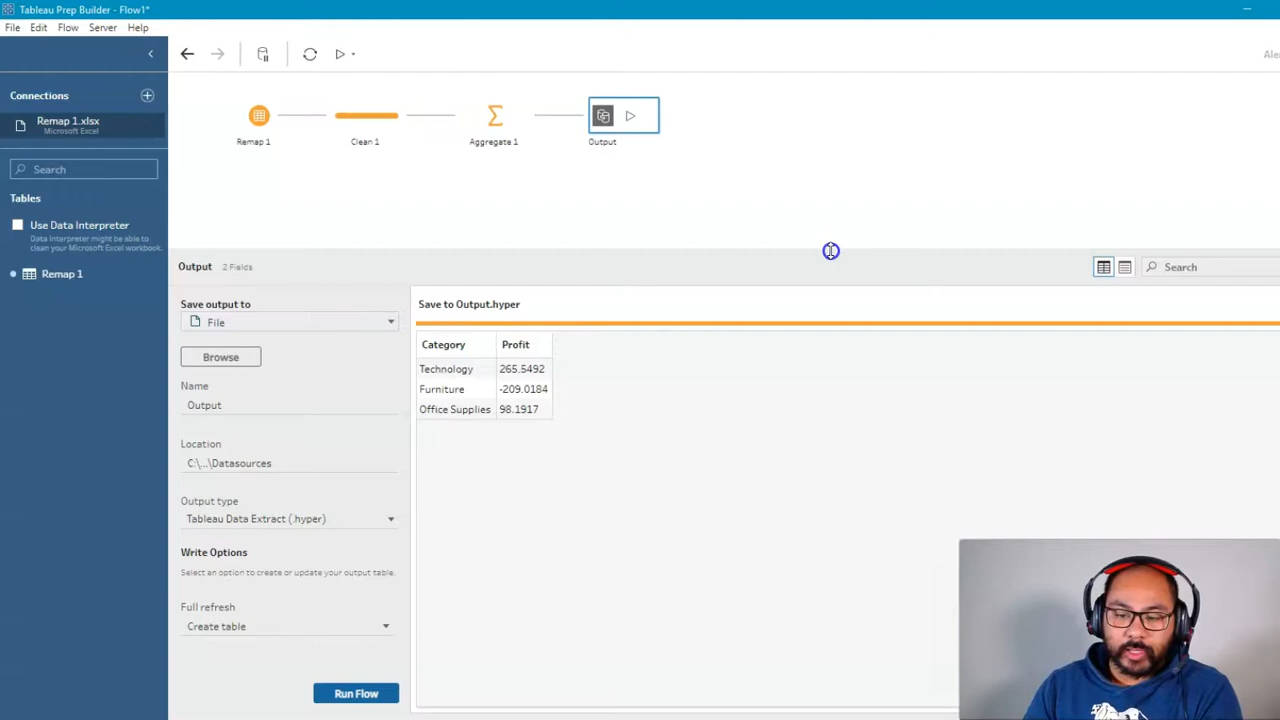 Tableau Prep Builder - Flow1*
File Edit Flow Server Help
Connections
Remap 1.xlsx
Microsoft Excel
Search
Tables
Use Data Interpreter
Data Interpreter might be able to
clean your Microsoft Excel workbook.
Remap 1
Ale
Remap 1 Clean 1 Aggregate 1 Output
Output 2 Fields
Search
Save output to
File
Browse
Name
Output
Location
C:\...\Datasources
Output type
Tableau Data Extract (.hyper)
Write Options
Select an option to create or update your output table.
Full refresh
Create table
Run Flow
Save to Output.hyper
Category Profit
Technology 265.5492
Furniture -209.0184
Office Supplies 98.1917